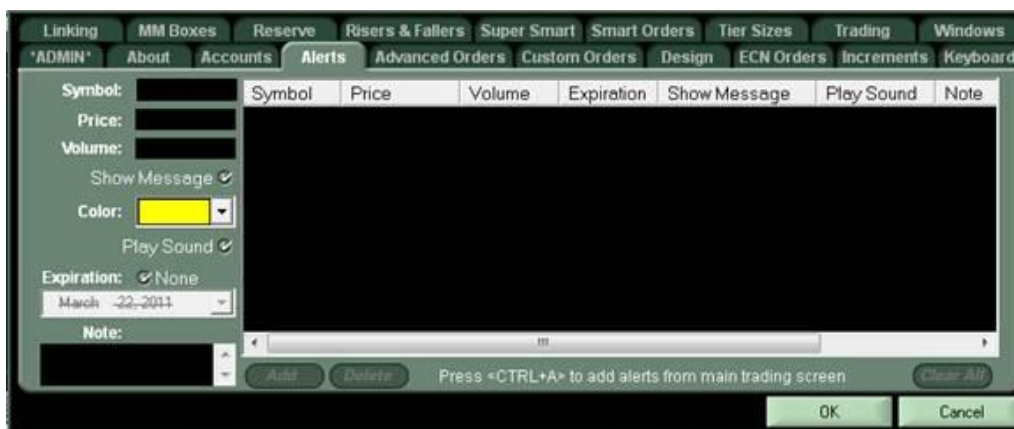 Linking MM Boxes Reserve Risers & Fallers Super Smart Smart Orders Tier Sizes Trading Windows
*ADMIN* About Accounts Alerts Advanced Orders Custom Orders Design ECN Orders Increments Keyboard
Symbol:
Price:
Volume:
Show Message
Color:
Play Sound
Expiration: None
March 22, 2011
Note:
Symbol Price Volume Expiration Show Message Play Sound Note
Add Delete Press <CTRL+A> to add alerts from main trading screen Clear All
OK Cancel